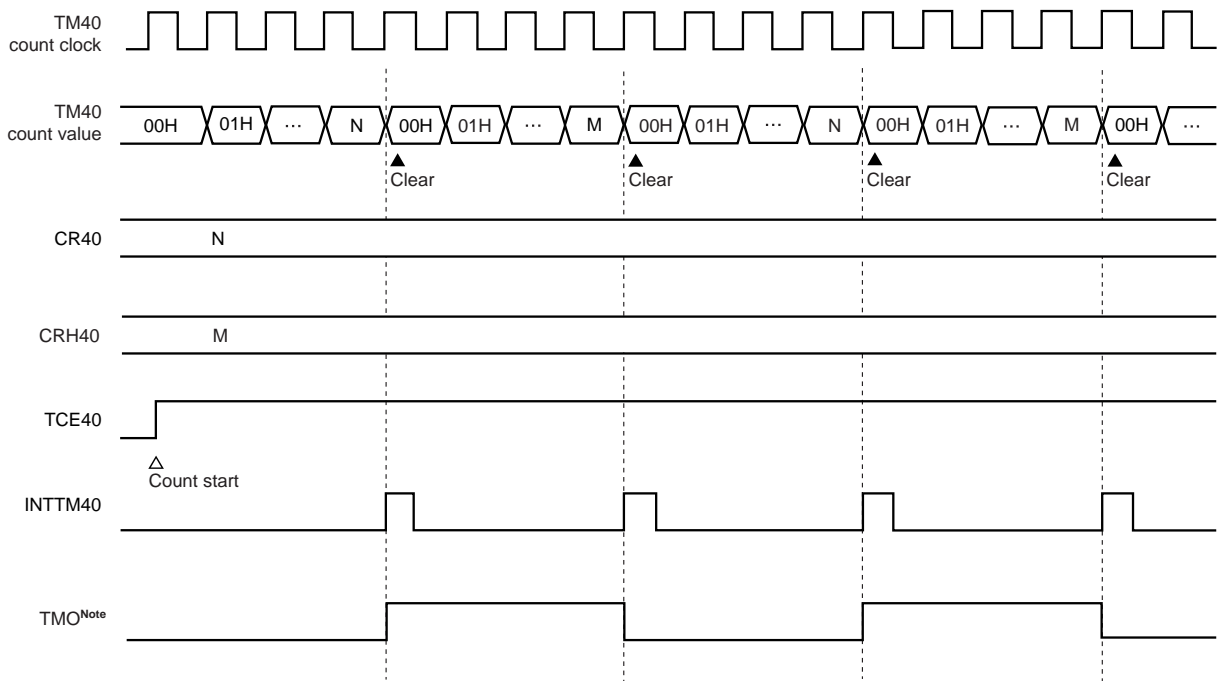 TM40
count clock
TM40
count value
00H 01H ... N 00H 01H ... M 00H 01H ... N 00H 01H ... M 00H ...
Clear Clear Clear Clear
CR40 N
CRH40 M
TCE40
Count start
INTTM40
TMONote